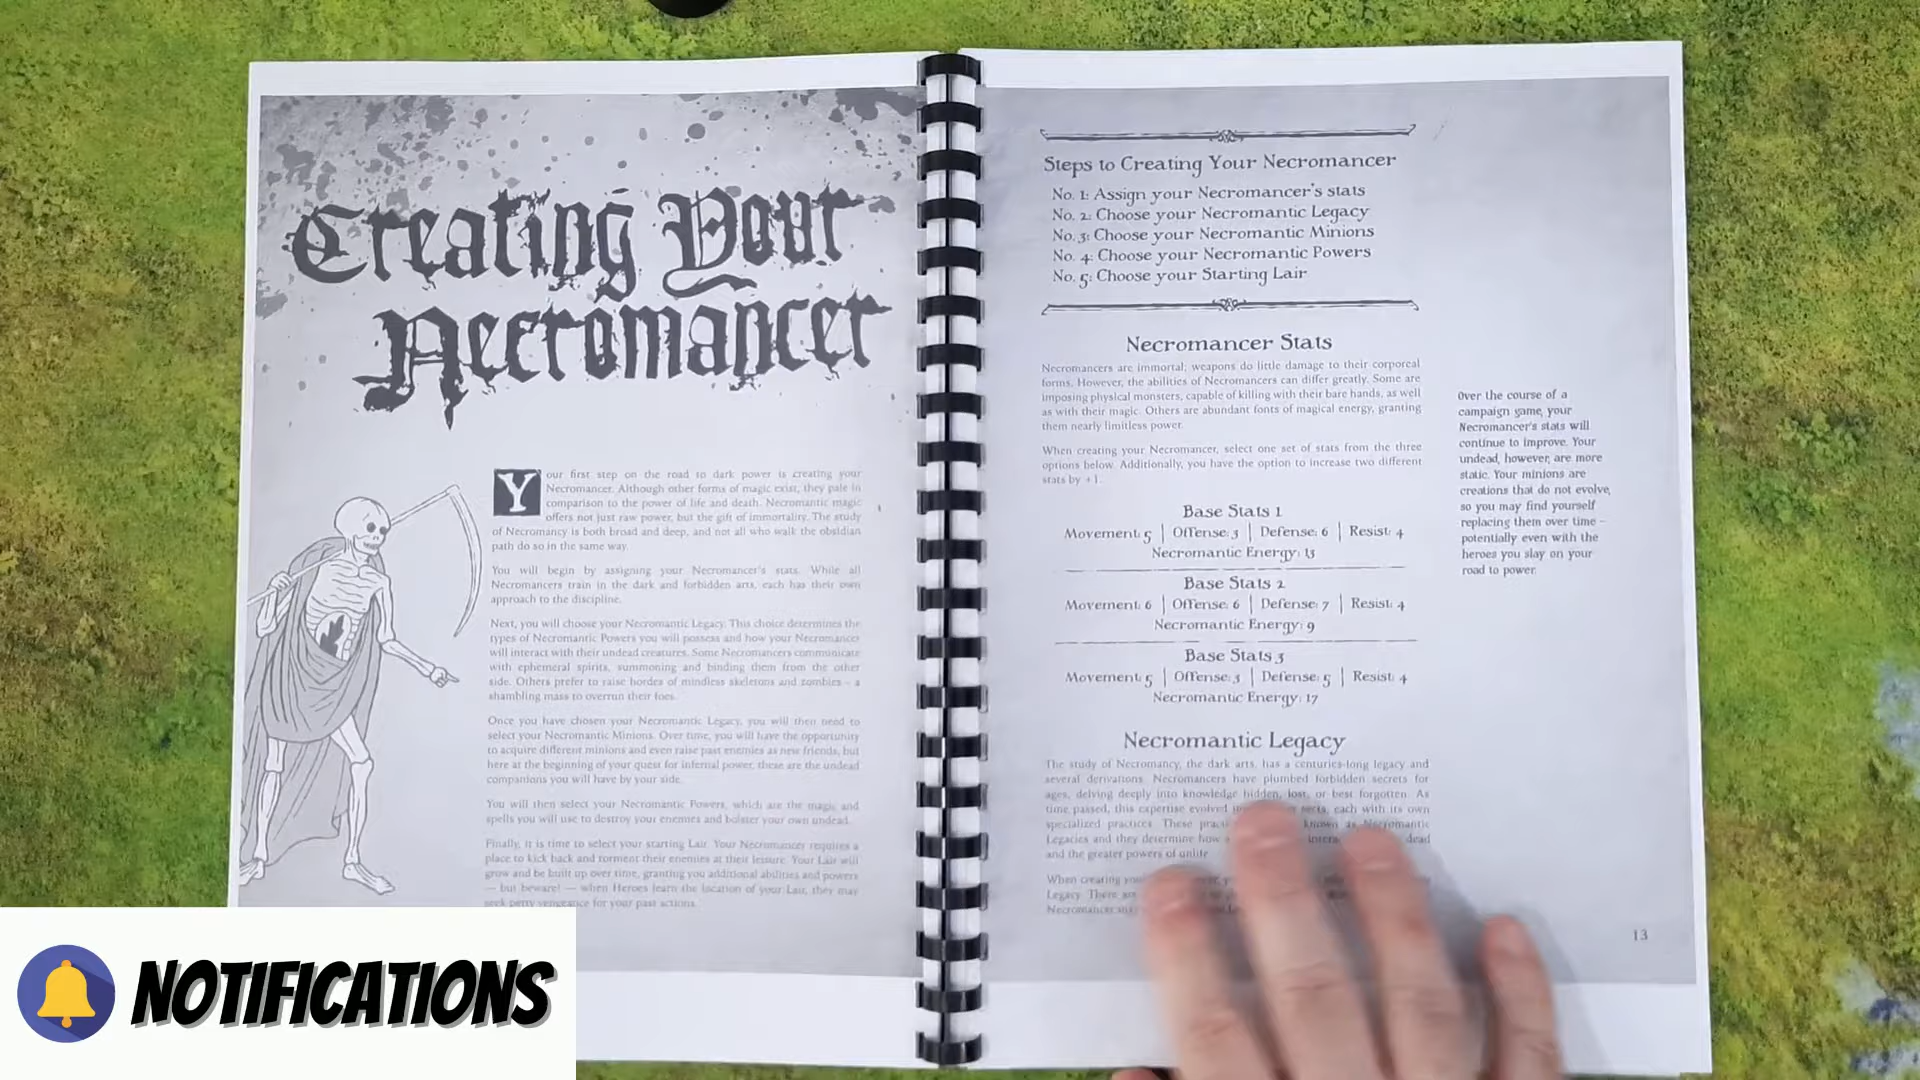 Creating Your
Necromancer
Your first step on the road to dark power is creating your
Necromancer. Although other forms of magic exist, they pale in
comparison to the power of life and death. Necromantic magic
offers not just raw power, but the gift of immortality. The study
of Necromancy is both broad and deep, and not all who walk the obsidian
path do so in the same way.
You will begin by assigning your Necromancer's stats. While all
Necromancers train in the dark and forbidden arts, each has their own
approach to the discipline.
Next, you will choose your Necromantic Legacy. This choice determines the
types of Necromantic Powers you will possess and how your Necromancer
will interact with their undead creatures. Some Necromancers communicate
with ephemeral spirits, summoning and binding them from the other
side. Others prefer to raise hordes of mindless skeletons and zombies – a
shambling mass to overrun their foes.
Once you have chosen your Necromantic Legacy, you will then need to
select your Necromantic Minions. Over time, you will have the opportunity
to acquire different minions and even raise past enemies as new friends, but
here at the beginning of your quest for infernal power, these are the undead
companions you will have by your side.
You will then select your Necromantic Powers, which are the magic and
spells you will use to destroy your enemies and bolster your own undead.
Finally, it is time to select your starting Lair. Your Necromancer requires a
place to kick back and torment their enemies at their leisure. Your Lair will
grow and be built up over time, granting you additional abilities and powers
— but beware! — when Heroes learn the location of your Lair, they may
seek petty vengeance for your past actions.
NOTIFICATIONS
Steps to Creating Your Necromancer
No. 1: Assign your Necromancer's stats
No. 2: Choose your Necromantic Legacy
No. 3: Choose your Necromantic Minions
No. 4: Choose your Necromantic Powers
No. 5: Choose your Starting Lair
Necromancer Stats
Necromancers are immortal; weapons do little damage to their corporeal
forms. However, the abilities of Necromancers can differ greatly. Some are
imposing physical monsters, capable of killing with their bare hands, as well
as with their magic. Others are abundant fonts of magical energy, granting
them nearly limitless power.
When creating your Necromancer, select one set of stats from the three
options below. Additionally, you have the option to increase two different
stats by +1.
Base Stats 1
Movement: 5 | Offense: 3 | Defense: 6 | Resist: 4
Necromantic Energy: 13
Base Stats 2
Movement: 6 | Offense: 6 | Defense: 7 | Resist: 4
Necromantic Energy: 9
Base Stats 3
Movement: 5 | Offense: 3 | Defense: 5 | Resist: 4
Necromantic Energy: 17
Necromantic Legacy
The study of Necromancy, the dark arts, has a centuries-long legacy and
several derivations. Necromancers have plumbed forbidden secrets for
ages, delving deeply into knowledge hidden, lost, or best forgotten. As
time passed, this expertise evolved sects, each with its own
specialized practices. These known as Necromantic
Legacies and they determine how dead
and the greater powers of unlife
When creating
Legacy. There are
Over the course of a
campaign game, your
Necromancer's stats will
continue to improve. Your
undead, however, are more
static. Your minions are
creations that do not evolve,
so you may find yourself
replacing them over time –
potentially even with the
heroes you slay on your
road to power.
13